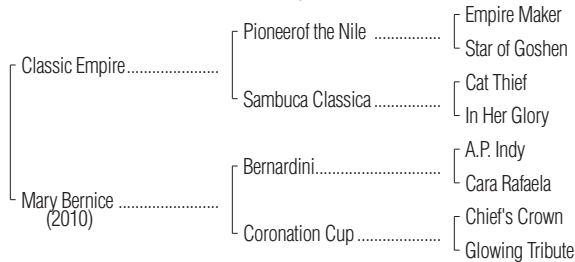 Empire Maker
Pioneerof the Nile ................
Star of Goshen
Classic Empire......................
Cat Thief
Sambuca Classica................
In Her Glory
A.P. Indy
Bernardini..............................
Cara Rafaela
Mary Bernice ........................
(2010)
Chief's Crown
Coronation Cup....................
Glowing Tribute